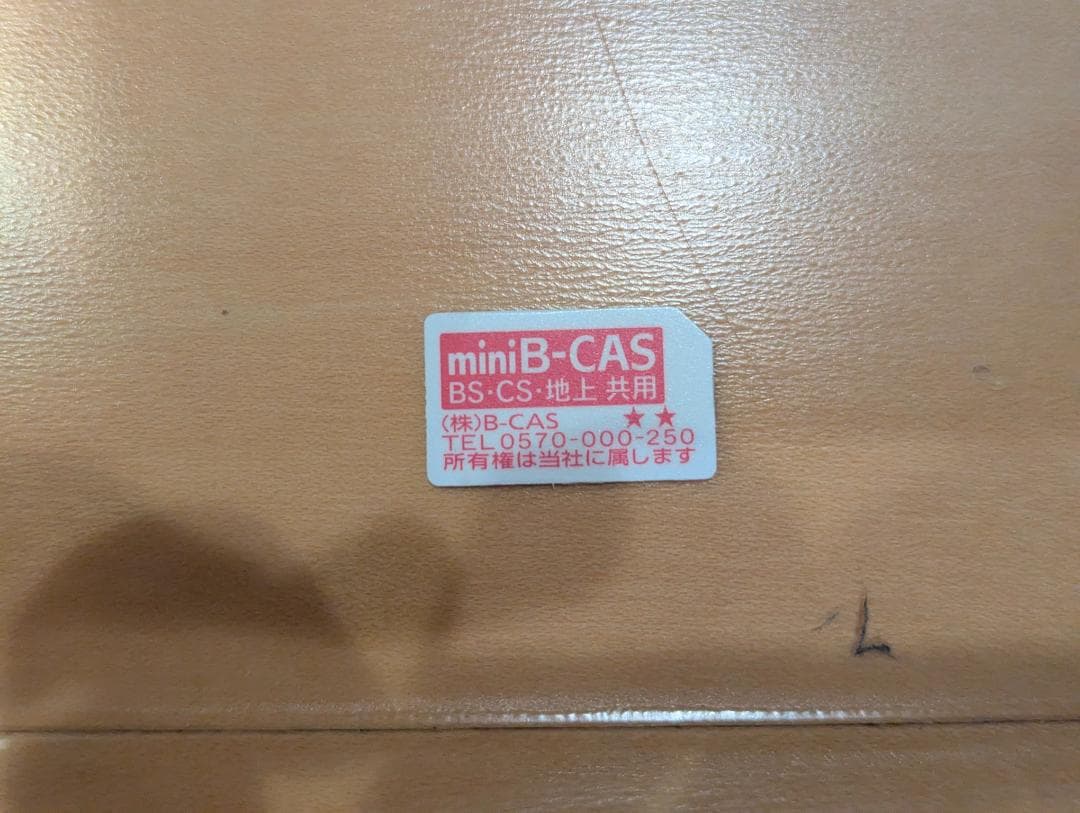 miniB-CAS
BS・CS・地上 共用
(株)B-CAS ★★
TEL 0570-000-250
所有権は当社に属します